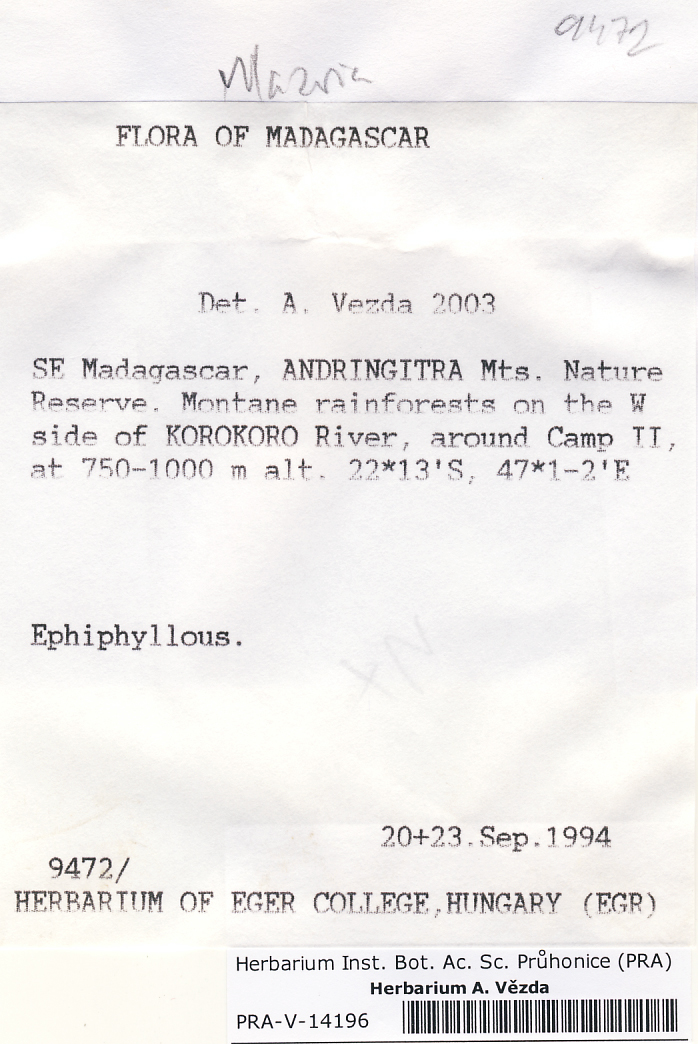 9472
Mazosia
FLORA OF MADAGASCAR
Det. A. Vezda 2003
SE Madagascar, ANDRINGITRA Mts. Nature
Reserve. Montane rainforests on the W
side of KOROKORO River, around Camp II,
at 750-1000 m alt. 22*13'S, 47*1-2'E
Ephiphyllous.
20+23.Sep.1994
9472/
HERBARIUM OF EGER COLLEGE,HUNGARY (EGR)
Herbarium Inst. Bot. Ac. Sc. Průhonice (PRA)
Herbarium A. Vězda
PRA-V-14196